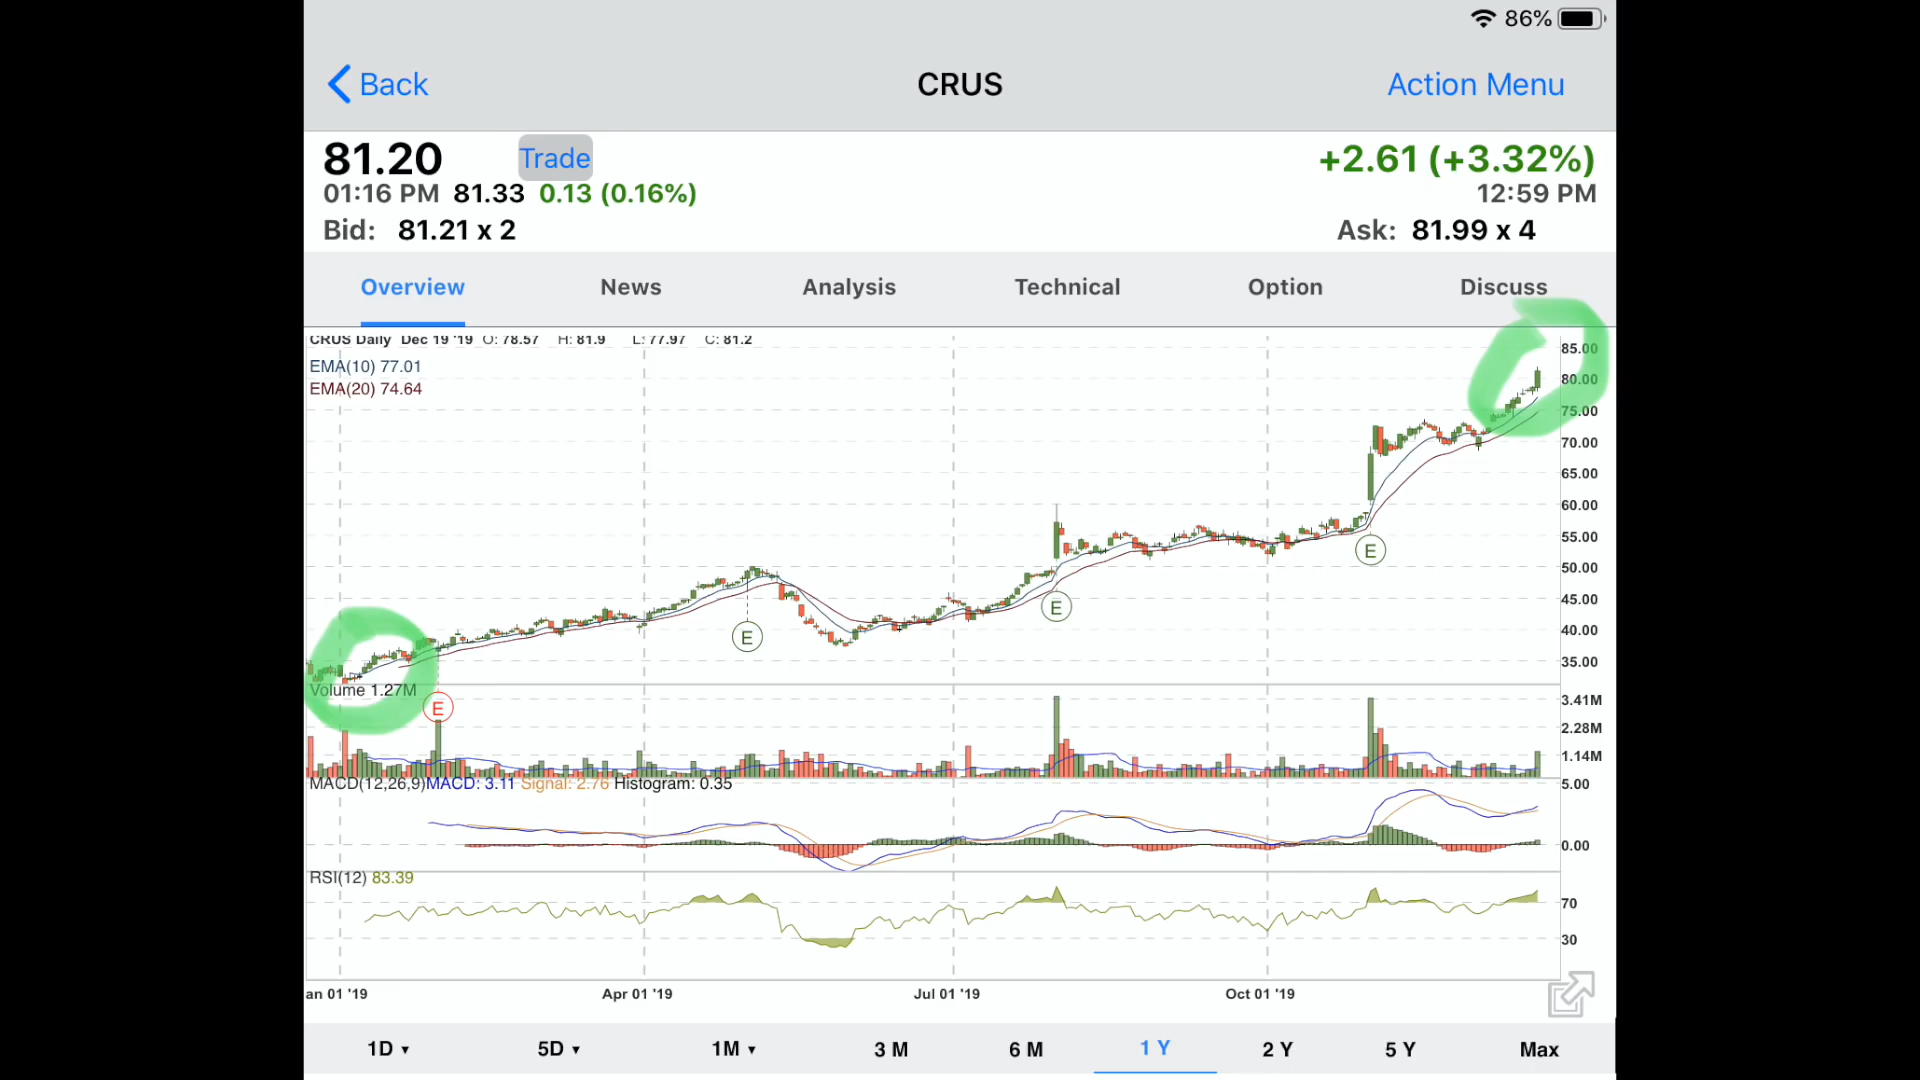 86%
Back CRUS Action Menu
81.20 Trade +2.61 (+3.32%)
01:16 PM 81.33 0.13 (0.16%) 12:59 PM
Bid: 81.21 x 2 Ask: 81.99 x 4
Overview News Analysis Technical Option Discuss
CRUS Daily Dec 19 '19 O: 78.57 H: 81.9 L: 77.97 C: 81.2
85.00
EMA(10) 77.01
80.00
EMA(20) 74.64
75.00
70.00
65.00
60.00
55.00
E
50.00
45.00
E
40.00
E
35.00
Volume 1.27M
3.41M
E
2.28M
1.14M
MACD(12,26,9)MACD: 3.11 Signal: 2.76 Histogram: 0.35
5.00
0.00
RSI(12) 83.39
70
30
an 01 '19 Apr 01 '19 Jul 01 '19 Oct 01 '19
1D ▼ 5D ▼ 1M ▼ 3 M 6 M 1 Y 2 Y 5 Y Max